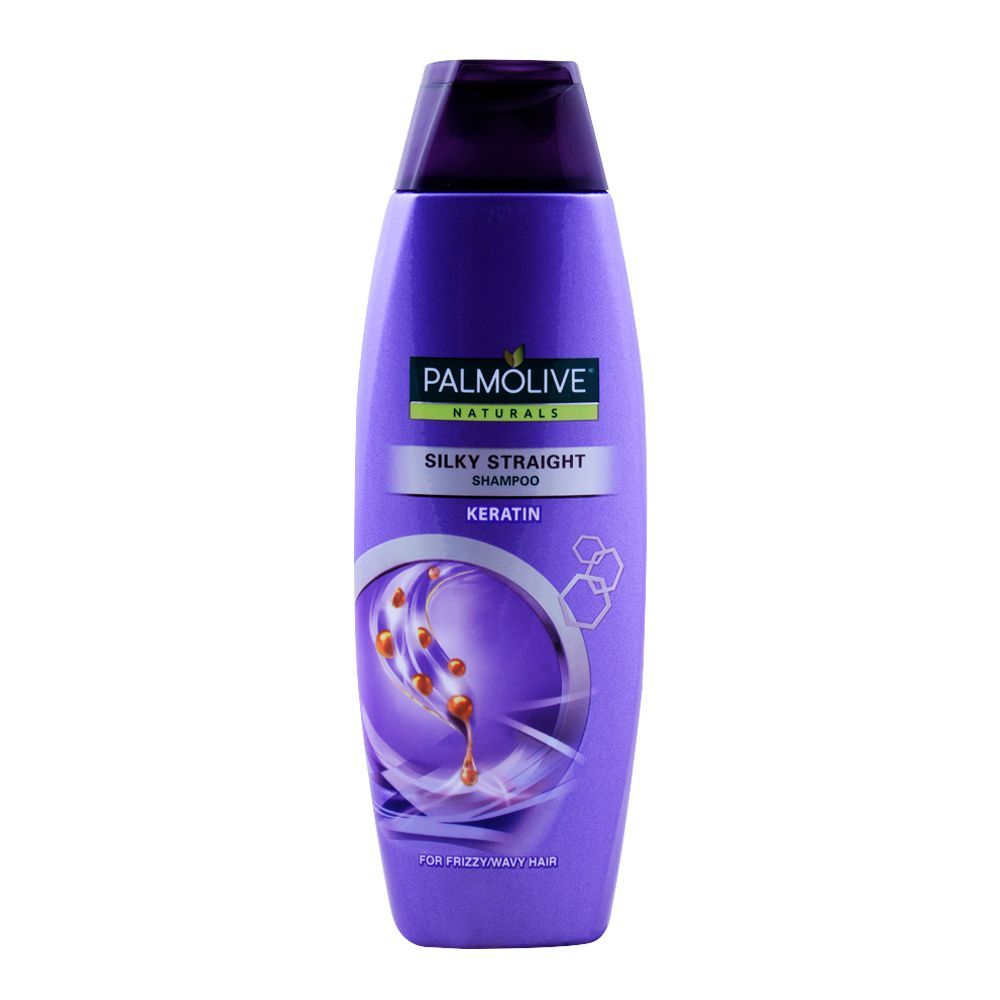 PALMOLIVE®
NATURALS
SILKY STRAIGHT
SHAMPOO
KERATIN
FOR FRIZZY/WAVY HAIR